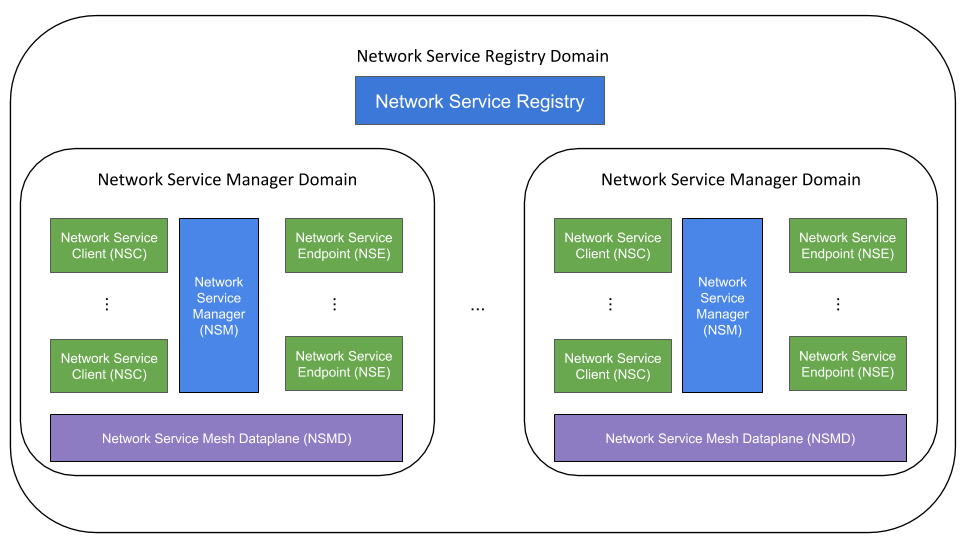 Network Service Registry Domain
Network Service Registry
Network Service Manager Domain
Network Service
Client (NSC)
⋮
Network Service
Client (NSC)
Network
Service
Manager
(NSM)
Network Service
Endpoint (NSE)
⋮
Network Service
Endpoint (NSE)
Network Service Mesh Dataplane (NSMD)
...
Network Service Manager Domain
Network Service
Client (NSC)
⋮
Network Service
Client (NSC)
Network
Service
Manager
(NSM)
Network Service
Endpoint (NSE)
⋮
Network Service
Endpoint (NSE)
Network Service Mesh Dataplane (NSMD)